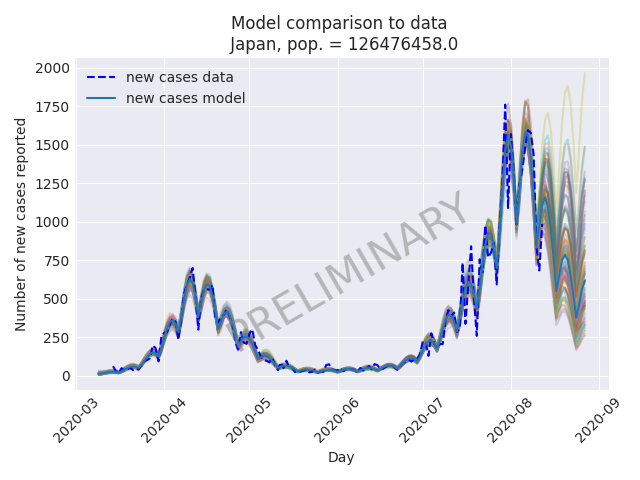 Model comparison to data
Japan, pop. = 126476458.0
new cases data
new cases model
2000
1750
1500
1250
1000
750
500
250
0
Number of new cases reported
PRELIMINARY
2020-03
2020-04
2020-05
2020-06
2020-07
2020-08
2020-09
Day